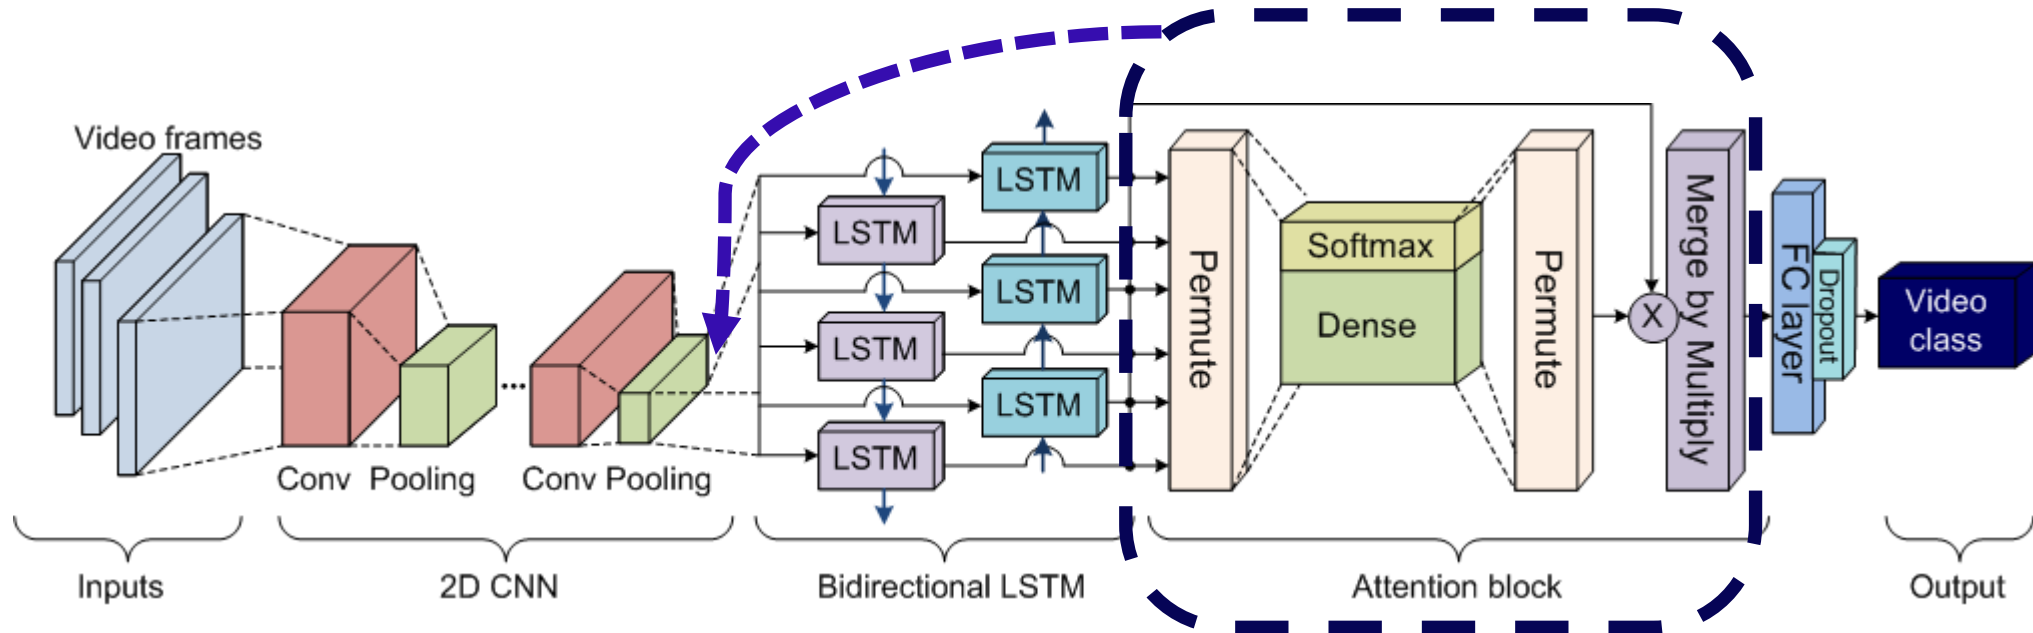 Video frames
Conv
Pooling
...
Conv
Pooling
LSTM
LSTM
LSTM
LSTM
LSTM
LSTM
Permute
Softmax
Dense
Permute
X
Merge by Multiply
FC layer
Dropout
Video
class
Inputs
2D CNN
Bidirectional LSTM
Attention block
Output